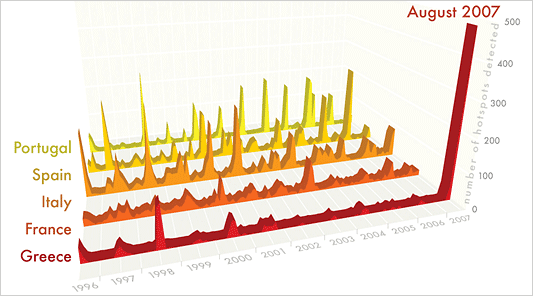 August 2007
500
400
300
200
100
0
number of hotspots detected
Portugal
Spain
Italy
France
Greece
1996
1997
1998
1999
2000
2001
2002
2003
2004
2005
2006
2007